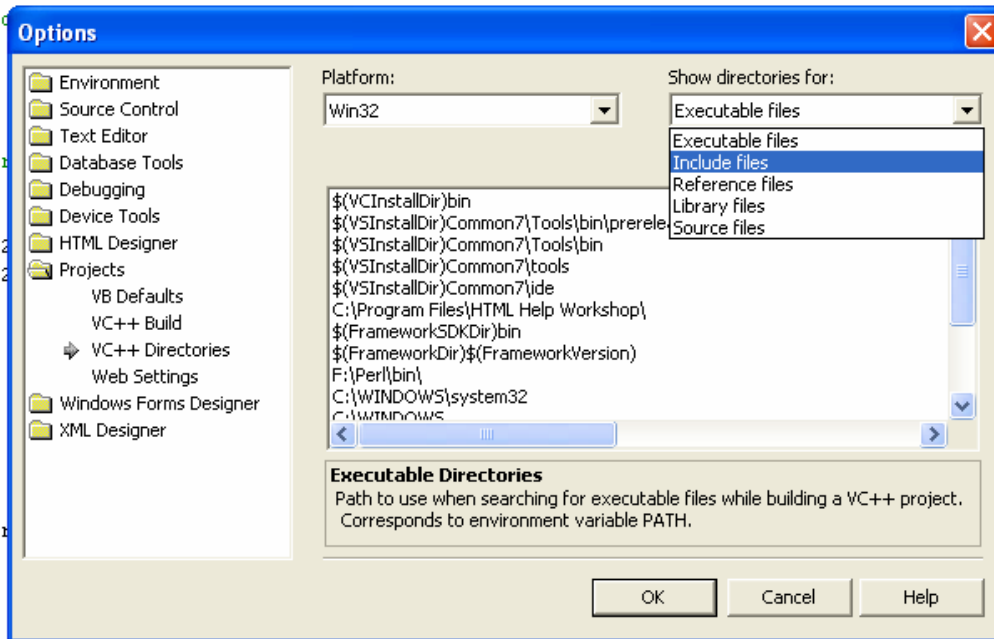 Options
Environment
Source Control
Text Editor
Database Tools
Debugging
Device Tools
HTML Designer
Projects
VB Defaults
VC++ Build
VC++ Directories
Web Settings
Windows Forms Designer
XML Designer
Platform:
Win32
Show directories for:
Executable files
Executable files
Include files
Reference files
Library files
Source files
$(VCInstallDir)bin
$(VSInstallDir)Common7\Tools\bin\prerele
$(VSInstallDir)Common7\Tools\bin
$(VSInstallDir)Common7\tools
$(VSInstallDir)Common7\ide
C:\Program Files\HTML Help Workshop\
$(FrameworkSDKDir)bin
$(FrameworkDir)$(FrameworkVersion)
F:\Perl\bin\
C:\WINDOWS\system32
C:\WINDOWS
Executable Directories
Path to use when searching for executable files while building a VC++ project.
Corresponds to environment variable PATH.
OK
Cancel
Help